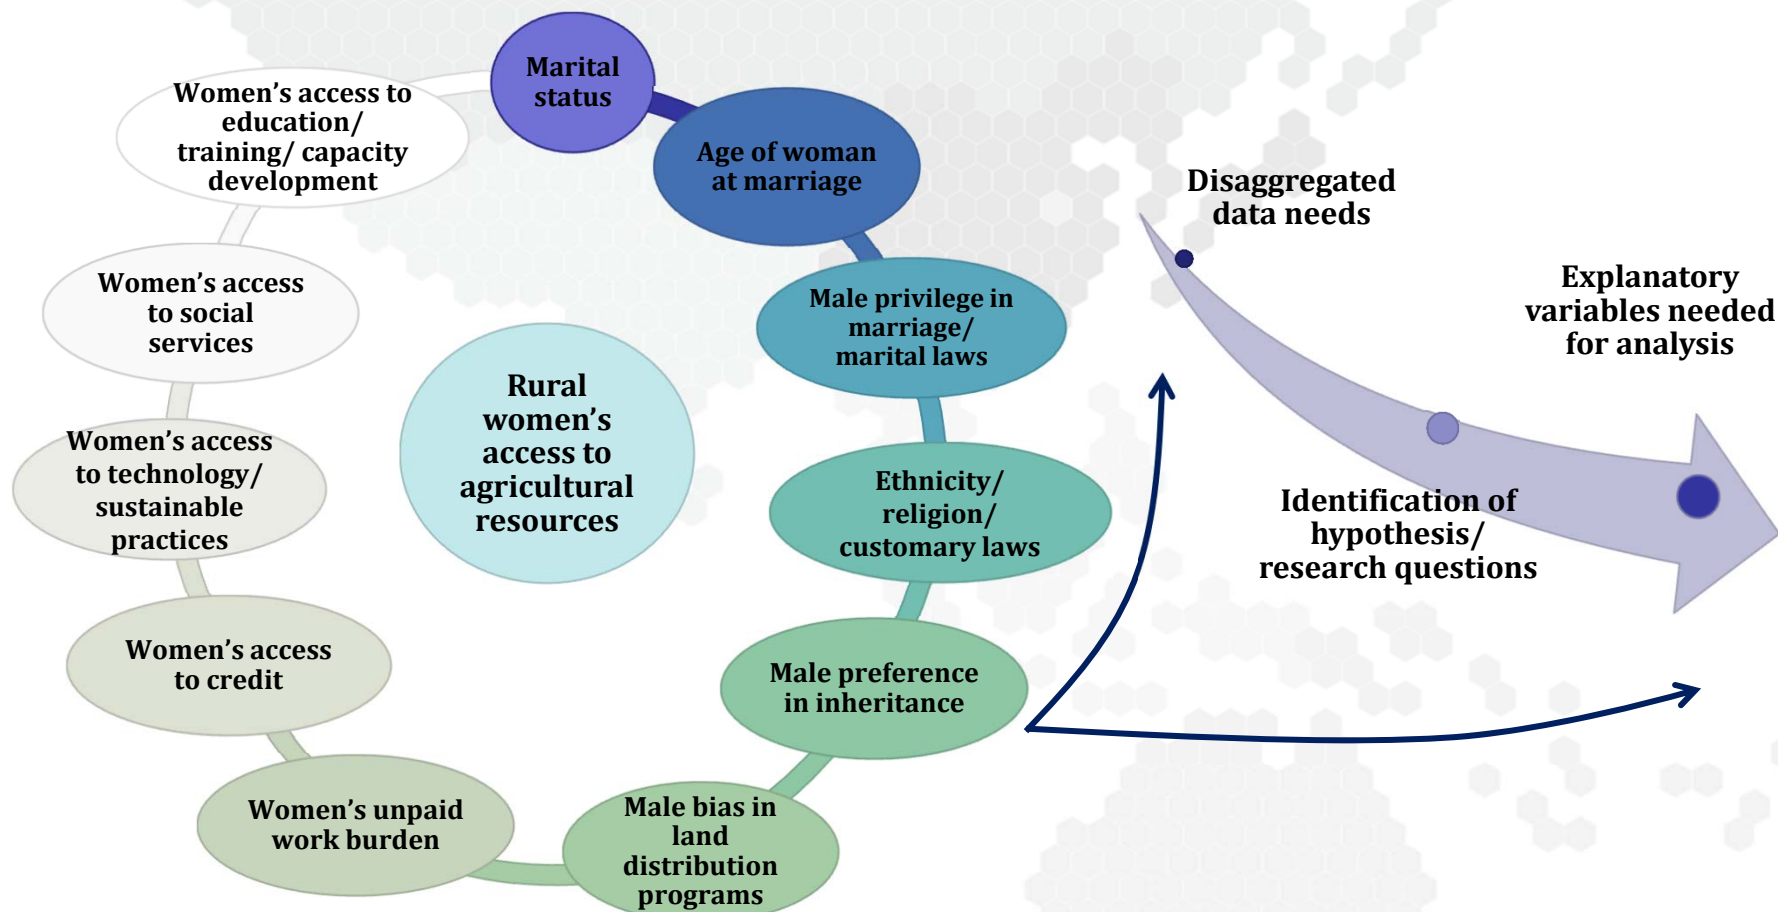 Marital
status
Age of woman
at marriage
Male privilege in
marriage/
marital laws
Ethnicity/
religion/
customary laws
Male preference
in inheritance
Male bias in
land
distribution
programs
Women’s unpaid
work burden
Women’s access
to credit
Women’s access
to technology/
sustainable
practices
Women’s access
to social
services
Women’s access to
education/
training/ capacity
development
Rural
women’s
access to
agricultural
resources
Disaggregated
data needs
Identification of
hypothesis/
research questions
Explanatory
variables needed
for analysis